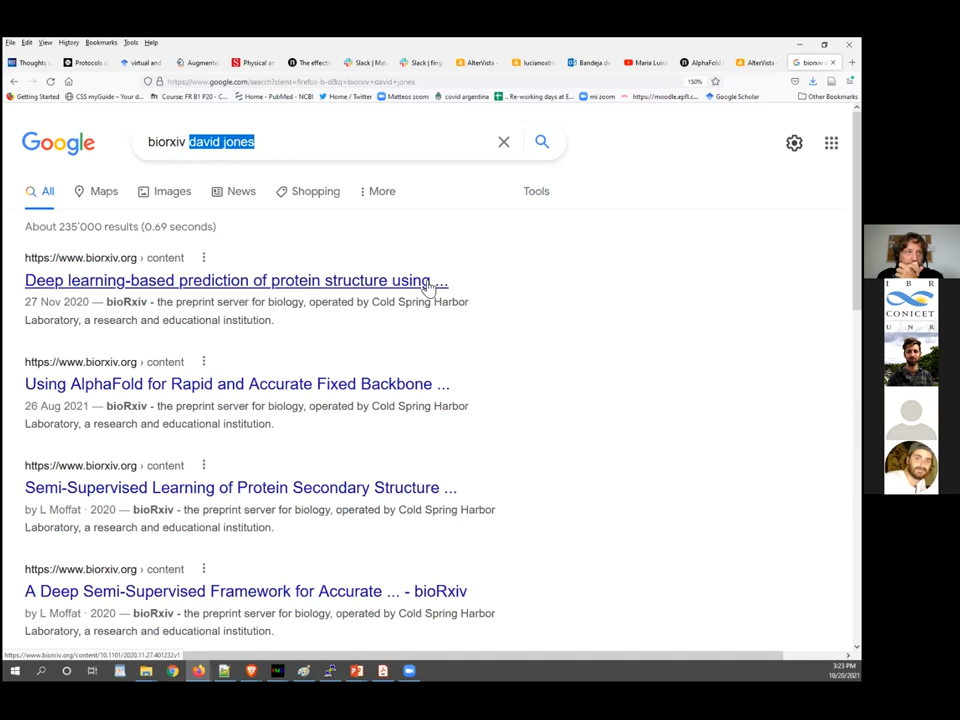 File Edit View History Bookmarks Tools Help
Thoughts Protocols virtual and Augmente Physical an The effect Slack | Mat Slack | fing AlterVista lucianoabr Bandeja de Maria Luisa AlphaFold AlterVista biorxiv d
https://www.google.com/search?client=firefox-b-d&q=biorxiv+david+jones 150%
Getting Started CSS myGuide – Your d... Course: FR B1 P20 - C... Home - PubMed - NCBI Home / Twitter Matteos zoom covid argentina .. Re-working days at E... mi zoom https://moodle.epfl.c... Google Scholar Other Bookmarks
Google
biorxiv david jones
All Maps Images News Shopping More Tools
About 235'000 results (0.69 seconds)
https://www.biorxiv.org › content
Deep learning-based prediction of protein structure using ...
27 Nov 2020 — bioRxiv - the preprint server for biology, operated by Cold Spring Harbor
Laboratory, a research and educational institution.
https://www.biorxiv.org › content
Using AlphaFold for Rapid and Accurate Fixed Backbone ...
26 Aug 2021 — bioRxiv - the preprint server for biology, operated by Cold Spring Harbor
Laboratory, a research and educational institution.
https://www.biorxiv.org › content
Semi-Supervised Learning of Protein Secondary Structure ...
by L Moffat · 2020 — bioRxiv - the preprint server for biology, operated by Cold Spring Harbor
Laboratory, a research and educational institution.
https://www.biorxiv.org › content
A Deep Semi-Supervised Framework for Accurate ... - bioRxiv
by L Moffat · 2020 — bioRxiv - the preprint server for biology, operated by Cold Spring Harbor
Laboratory, a research and educational institution.
https://www.biorxiv.org/content/10.1101/2020.11.27.401232v1
3:23 PM
10/20/2021
I B R
CONICET
U N R